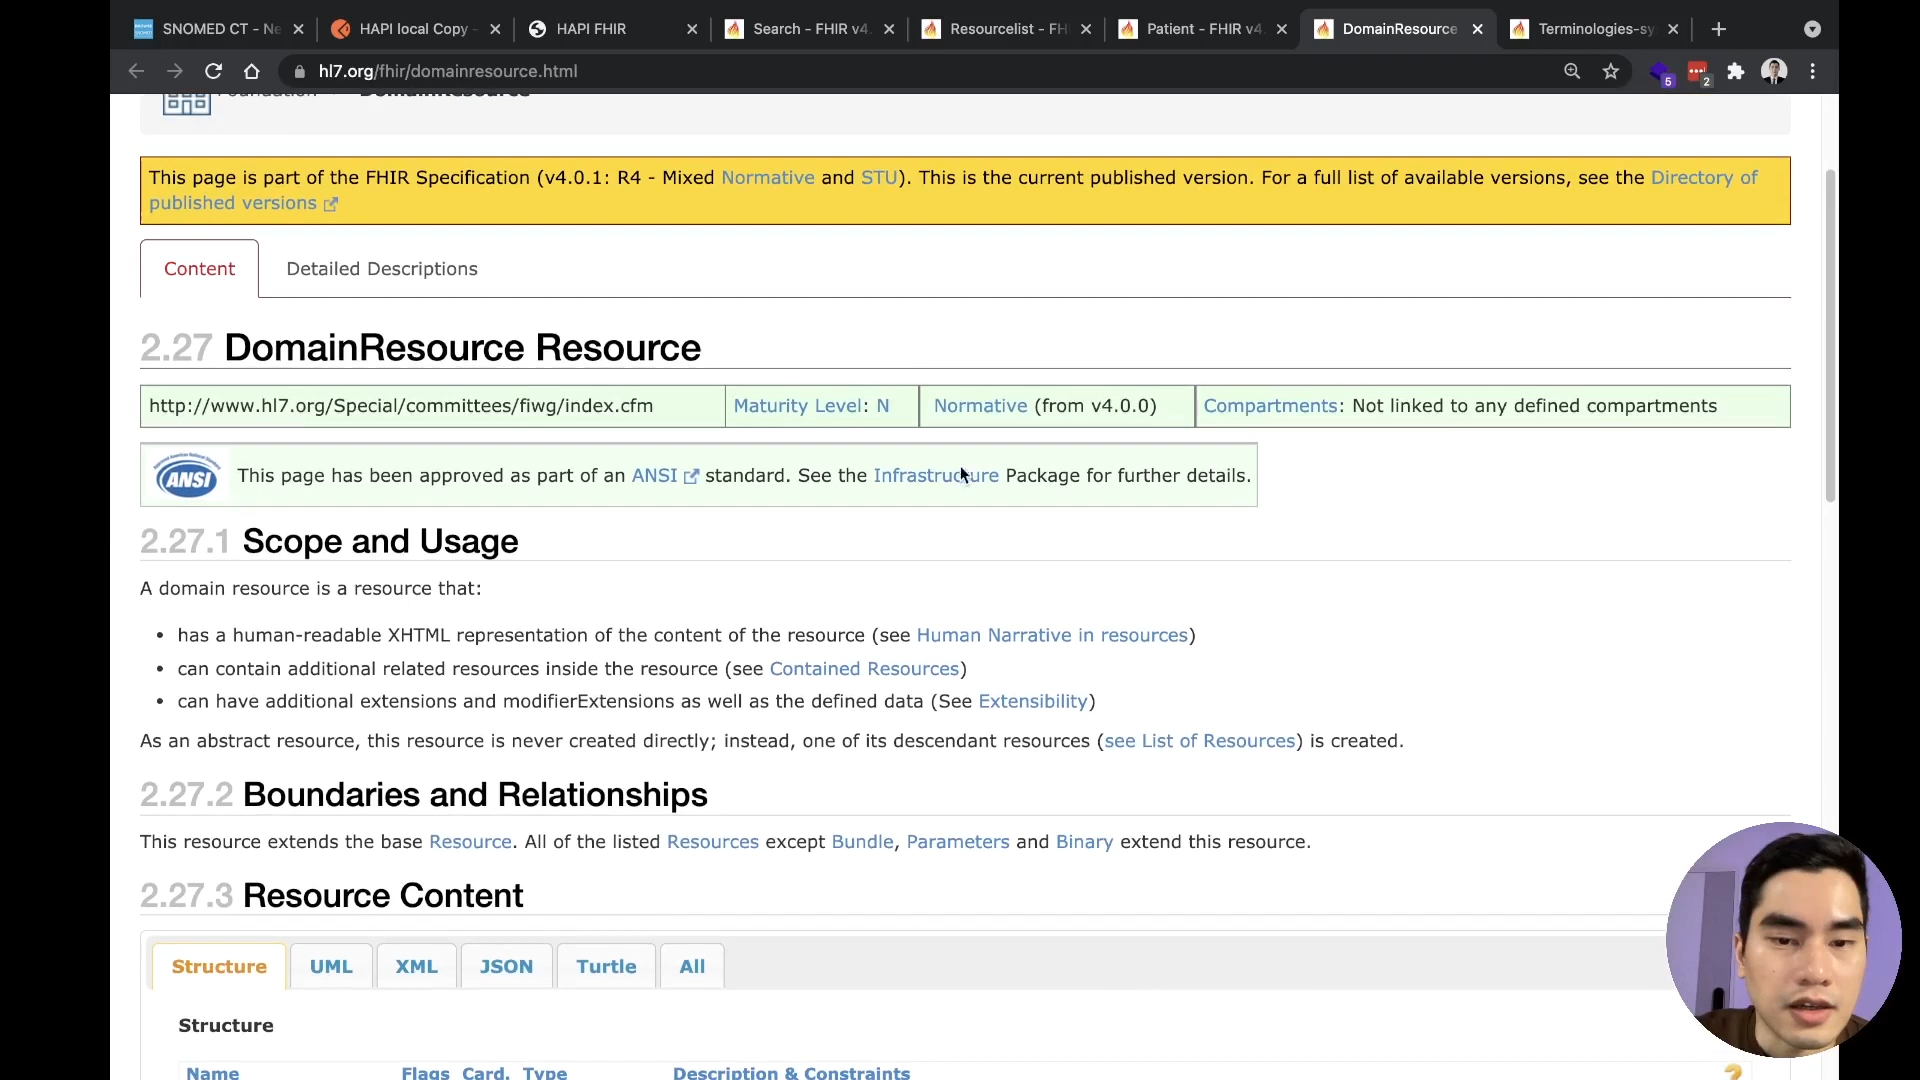 SNOMED CT - Ne
HAPI local Copy -
HAPI FHIR
Search - FHIR v4.
Resourcelist - FH
Patient - FHIR v4.
DomainResource
Terminologies-sy
hl7.org/fhir/domainresource.html
5
2
DomainResource
This page is part of the FHIR Specification (v4.0.1: R4 - Mixed Normative and STU). This is the current published version. For a full list of available versions, see the Directory of
published versions
Content
Detailed Descriptions
2.27 DomainResource Resource
http://www.hl7.org/Special/committees/fiwg/index.cfm Maturity Level: N Normative (from v4.0.0) Compartments: Not linked to any defined compartments
ANSI This page has been approved as part of an ANSI standard. See the Infrastructure Package for further details.
2.27.1 Scope and Usage
A domain resource is a resource that:
• has a human-readable XHTML representation of the content of the resource (see Human Narrative in resources)
• can contain additional related resources inside the resource (see Contained Resources)
• can have additional extensions and modifierExtensions as well as the defined data (See Extensibility)
As an abstract resource, this resource is never created directly; instead, one of its descendant resources (see List of Resources) is created.
2.27.2 Boundaries and Relationships
This resource extends the base Resource. All of the listed Resources except Bundle, Parameters and Binary extend this resource.
2.27.3 Resource Content
Structure UML XML JSON Turtle All
Structure
Name Flags Card. Type Description & Constraints